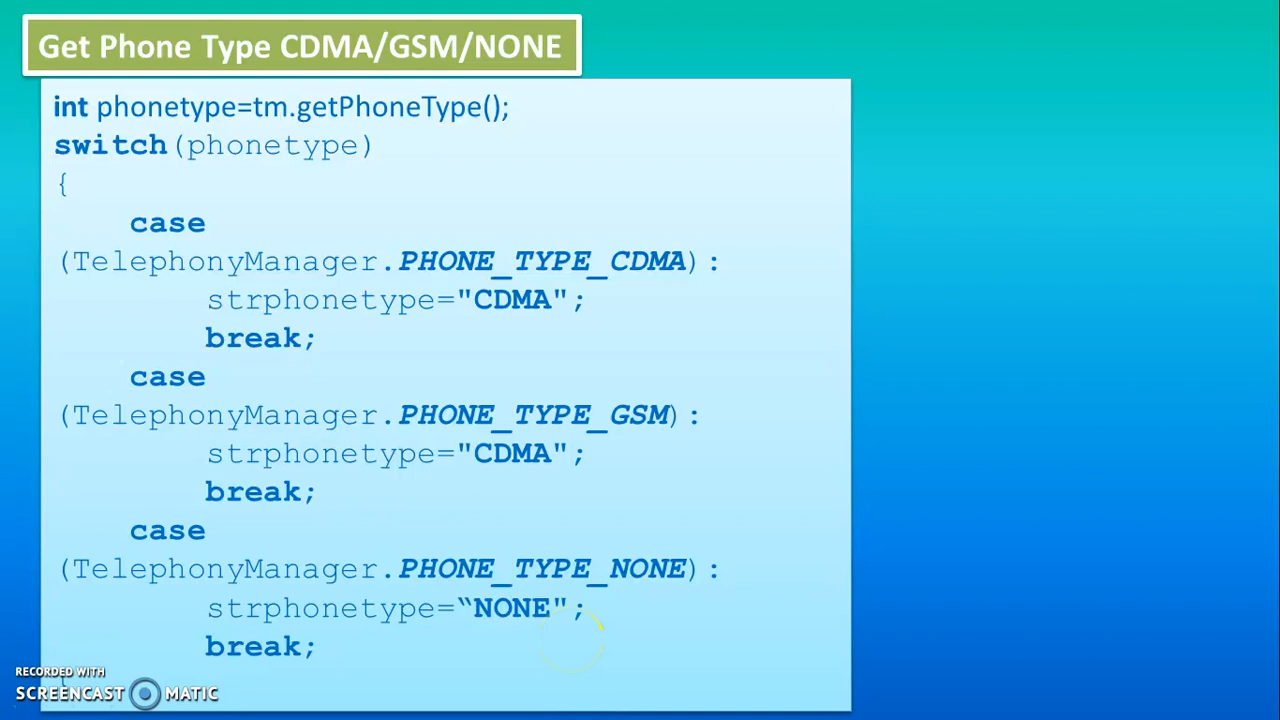 Get Phone Type CDMA/GSM/NONE
int phonetype=tm.getPhoneType();
switch(phonetype)
{
case
(TelephonyManager.PHONE_TYPE_CDMA):
strphonetype="CDMA";
break;
case
(TelephonyManager.PHONE_TYPE_GSM):
strphonetype="CDMA";
break;
case
(TelephonyManager.PHONE_TYPE_NONE):
strphonetype=“NONE";
break;
RECORDED WITH
SCREENCAST MATIC